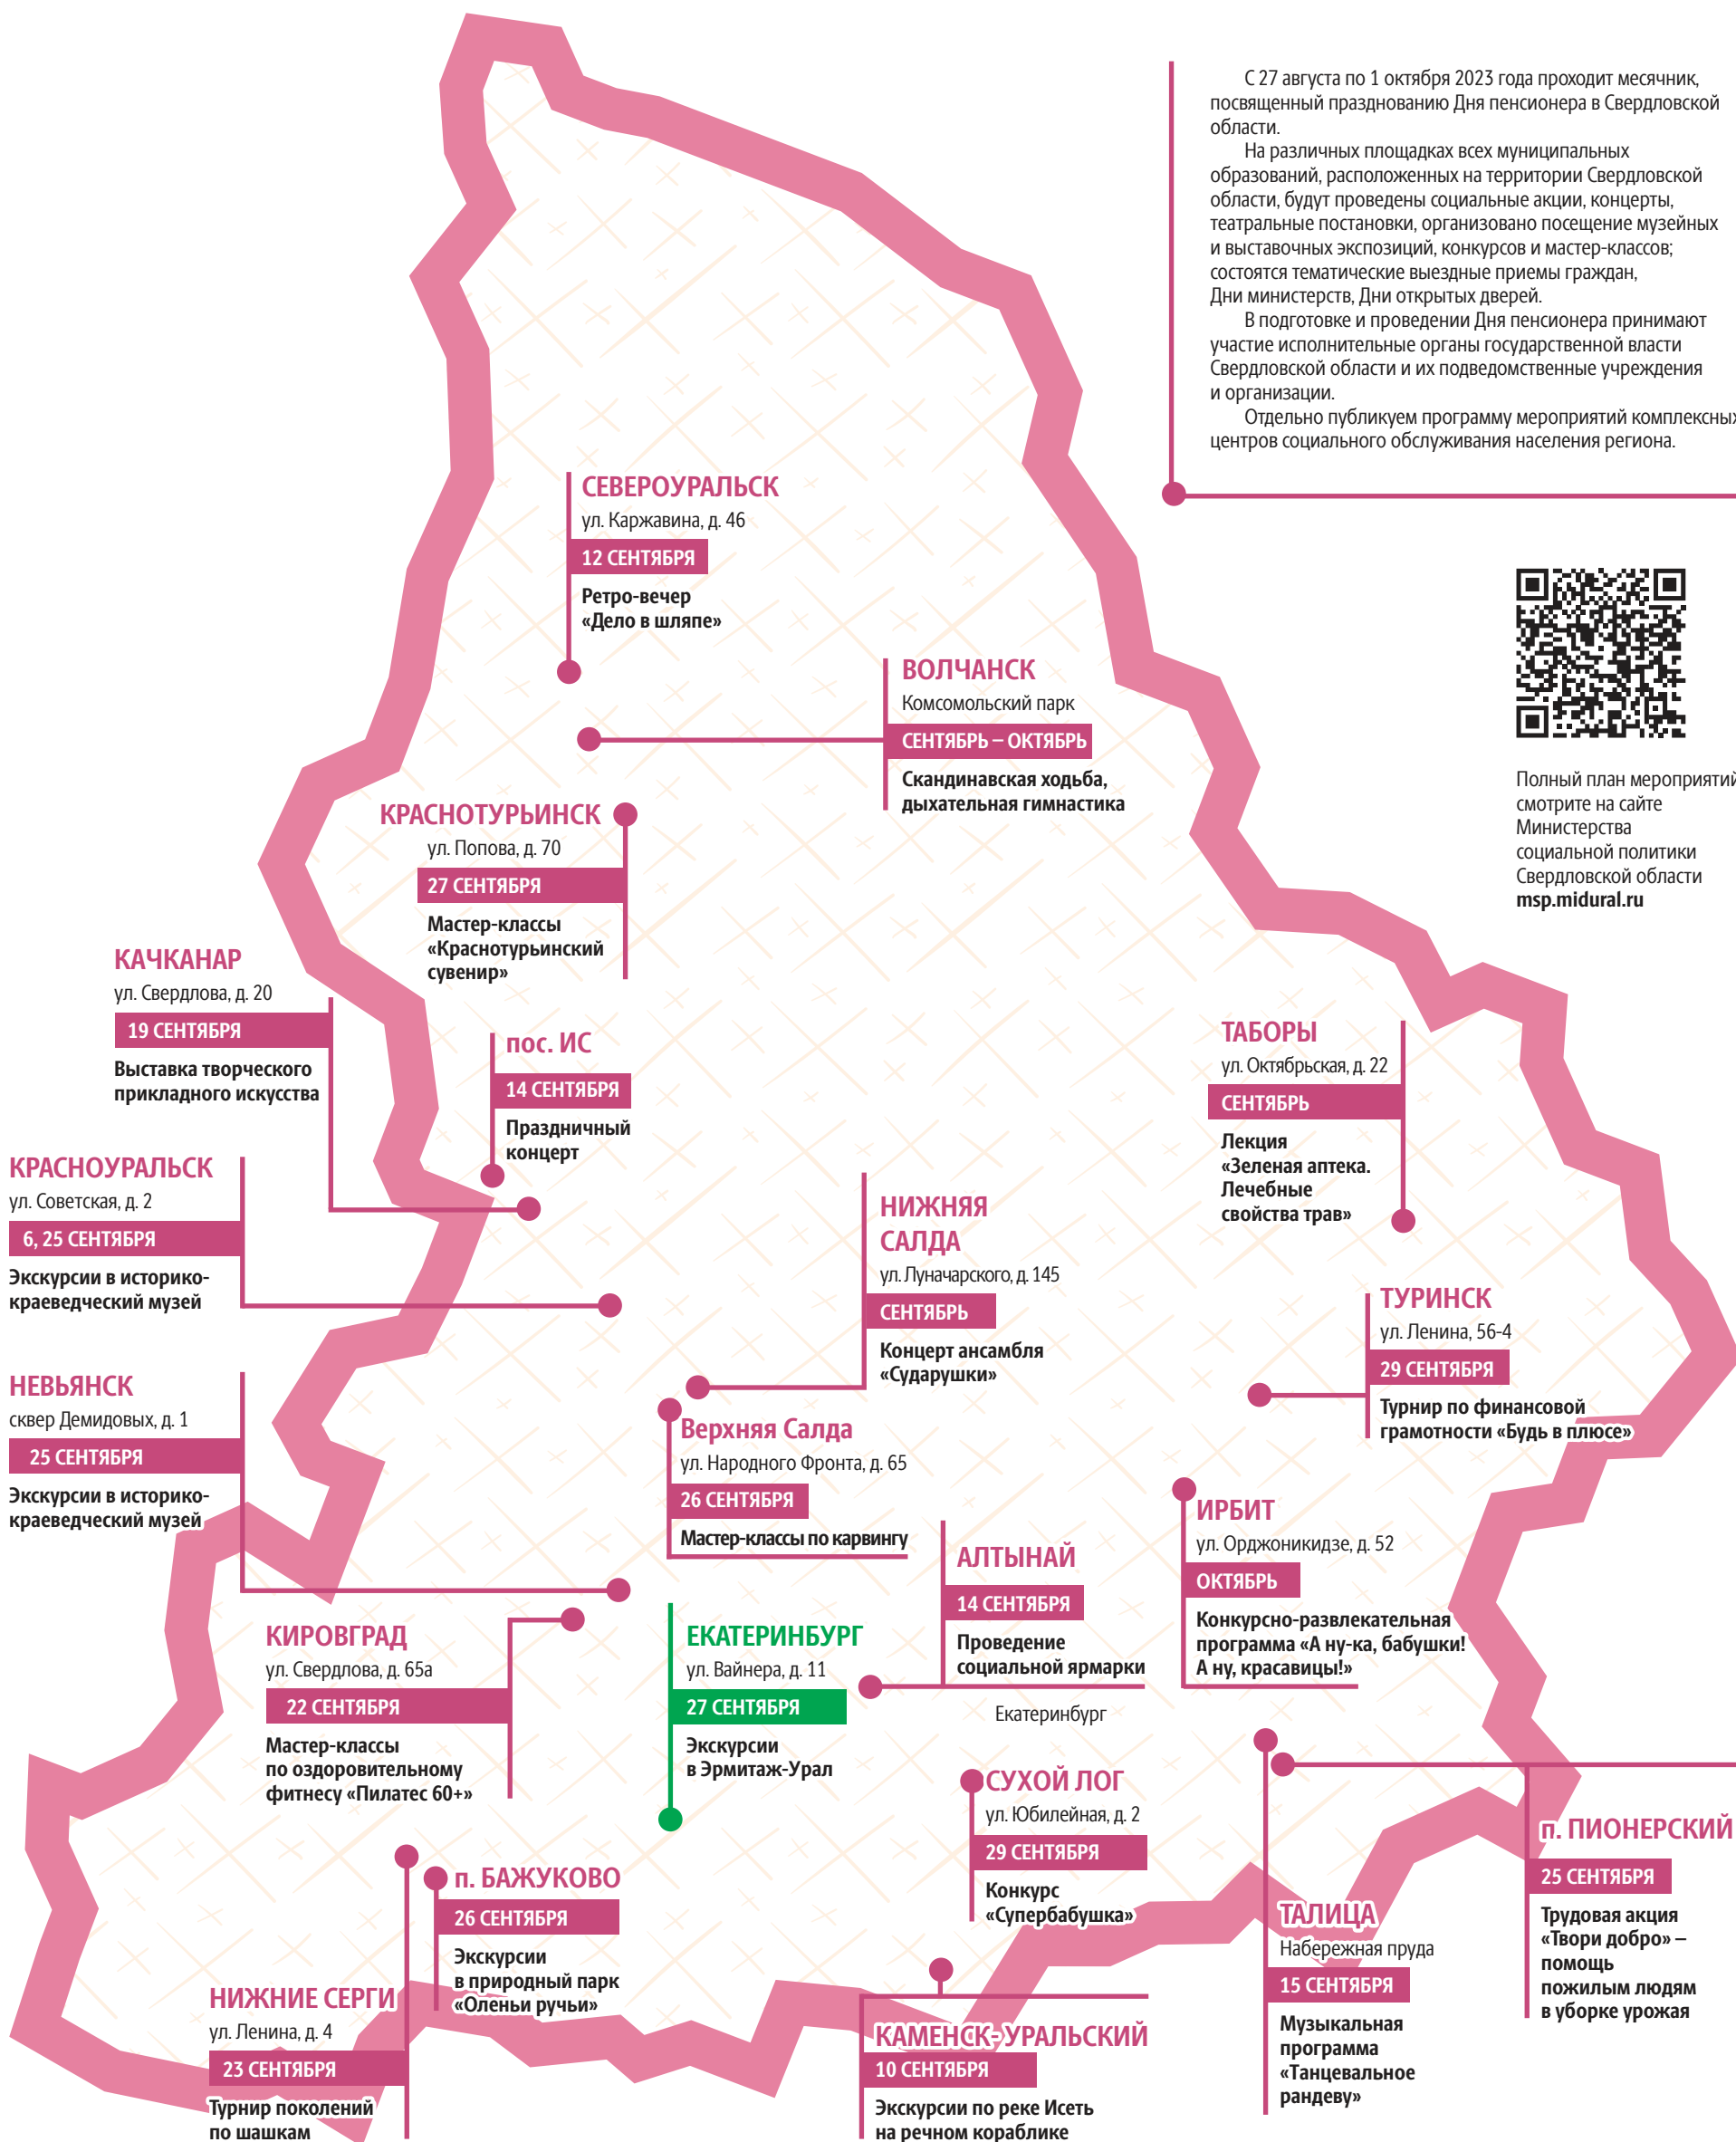 С 27 августа по 1 октября 2023 года проходит месячник,
посвященный празднованию Дня пенсионера в Свердловской
области.
На различных площадках всех муниципальных
образований, расположенных на территории Свердловской
области, будут проведены социальные акции, концерты,
театральные постановки, организовано посещение музейных
и выставочных экспозиций, конкурсов и мастер-классов;
состоятся тематические выездные приемы граждан,
Дни министерств, Дни открытых дверей.
В подготовке и проведении Дня пенсионера принимают
участие исполнительные органы государственной власти
Свердловской области и их подведомственные учреждения
и организации.
Отдельно публикуем программу мероприятий комплексных
центров социального обслуживания населения региона.
СЕВЕРОУРАЛЬСК
ул. Каржавина, д. 46
12 СЕНТЯБРЯ
Ретро-вечер
«Дело в шляпе»
ВОЛЧАНСК
Комсомольский парк
СЕНТЯБРЬ – ОКТЯБРЬ
Скандинавская ходьба,
дыхательная гимнастика
Полный план мероприятий
смотрите на сайте
Министерства
социальной политики
Свердловской области
msp.midural.ru
КРАСНОТУРЬИНСК
ул. Попова, д. 70
27 СЕНТЯБРЯ
Мастер-классы
«Краснотурьинский
сувенир»
КАЧКАНАР
ул. Свердлова, д. 20
19 СЕНТЯБРЯ
Выставка творческого
прикладного искусства
пос. ИС
14 СЕНТЯБРЯ
Праздничный
концерт
ТАБОРЫ
ул. Октябрьская, д. 22
СЕНТЯБРЬ
Лекция
«Зеленая аптека.
Лечебные
свойства трав»
КРАСНОУРАЛЬСК
ул. Советская, д. 2
6, 25 СЕНТЯБРЯ
Экскурсии в историко-
краеведческий музей
НИЖНЯЯ
САЛДА
ул. Луначарского, д. 145
СЕНТЯБРЬ
Концерт ансамбля
«Сударушки»
ТУРИНСК
ул. Ленина, 56-4
29 СЕНТЯБРЯ
Турнир по финансовой
грамотности «Будь в плюсе»
НЕВЬЯНСК
сквер Демидовых, д. 1
25 СЕНТЯБРЯ
Экскурсии в историко-
краеведческий музей
Верхняя Салда
ул. Народного Фронта, д. 65
26 СЕНТЯБРЯ
Мастер-классы по карвингу
ИРБИТ
ул. Орджоникидзе, д. 52
ОКТЯБРЬ
Конкурсно-развлекательная
программа «А ну-ка, бабушки!
А ну, красавицы!»
АЛТЫНАЙ
14 СЕНТЯБРЯ
Проведение
социальной ярмарки
Екатеринбург
КИРОВГРАД
ул. Свердлова, д. 65а
22 СЕНТЯБРЯ
Мастер-классы
по оздоровительному
фитнесу «Пилатес 60+»
ЕКАТЕРИНБУРГ
ул. Вайнера, д. 11
27 СЕНТЯБРЯ
Экскурсии
в Эрмитаж-Урал
СУХОЙ ЛОГ
ул. Юбилейная, д. 2
29 СЕНТЯБРЯ
Конкурс
«Супербабушка»
п. ПИОНЕРСКИЙ
25 СЕНТЯБРЯ
Трудовая акция
«Твори добро» –
помощь
пожилым людям
в уборке урожая
п. БАЖУКОВО
26 СЕНТЯБРЯ
Экскурсии
в природный парк
«Оленьи ручьи»
ТАЛИЦА
Набережная пруда
15 СЕНТЯБРЯ
Музыкальная
программа
«Танцевальное
рандеву»
НИЖНИЕ СЕРГИ
ул. Ленина, д. 4
23 СЕНТЯБРЯ
Турнир поколений
по шашкам
КАМЕНСК- УРАЛЬСКИЙ
10 СЕНТЯБРЯ
Экскурсии по реке Исеть
на речном кораблике